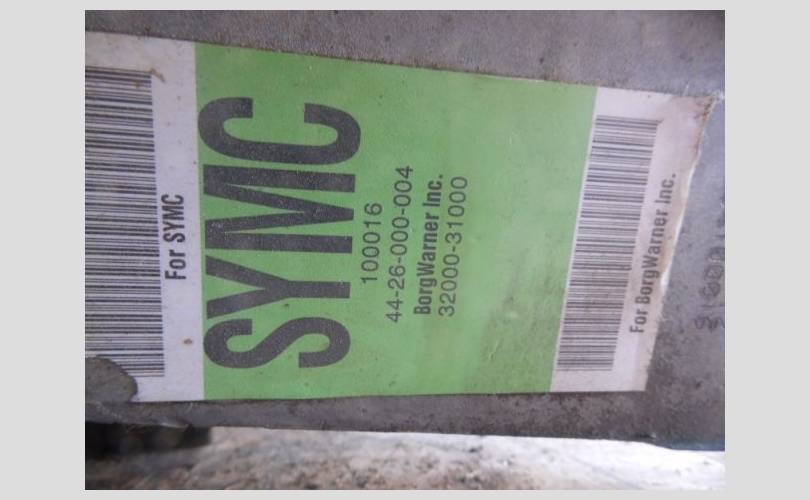 For SYMC
SYMC
100016
44-26-000-004
BorgWarner Inc.
32000-31000
For BorgWarner Inc.